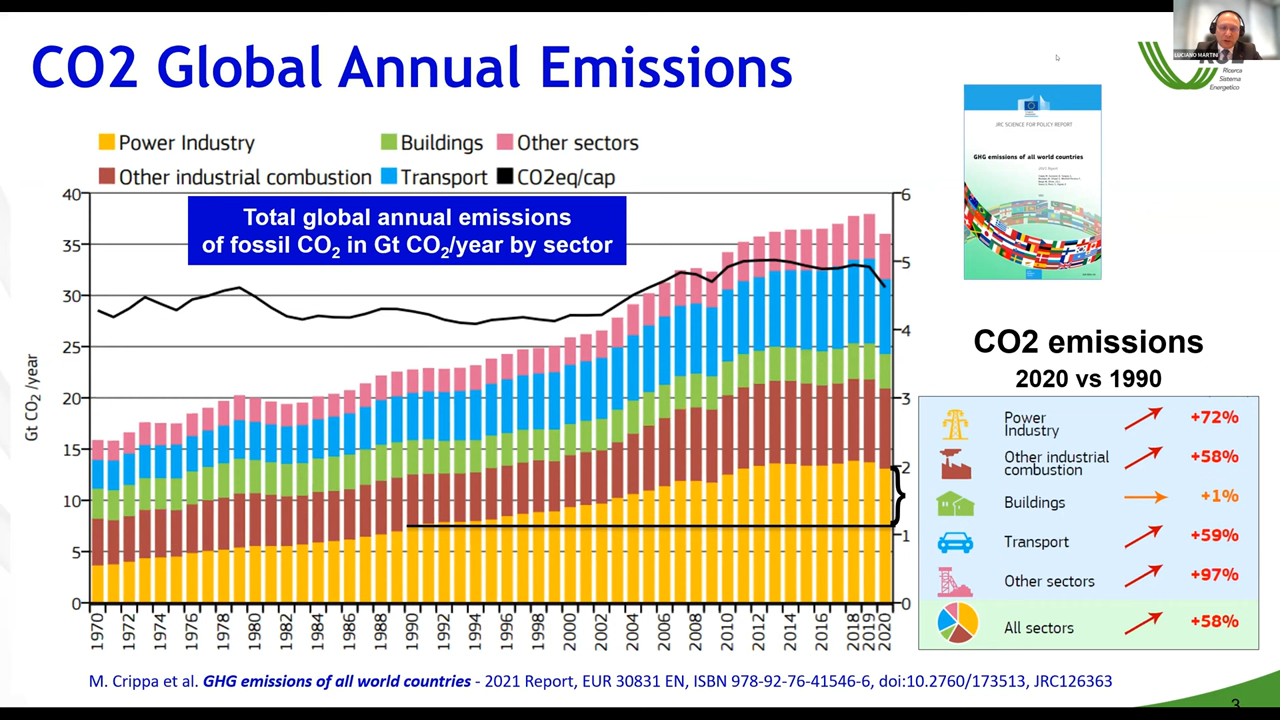 CO2 Global Annual Emissions
LUCIANO MARTINI
Ricerca
Sistema
Energetico
JRC SCIENCE FOR POLICY REPORT
GHG emissions of all world countries
Power Industry
Buildings
Other sectors
Other industrial combustion
Transport
CO2eq/cap
Total global annual emissions
of fossil CO2 in Gt CO2/year by sector
Gt CO2 /year
40
35
30
25
20
15
10
5
0
6
5
4
3
2
1
0
1970
1972
1974
1976
1978
1980
1982
1984
1986
1988
1990
1992
1994
1996
1998
2000
2002
2004
2006
2008
2010
2012
2014
2016
2018
2019
2020
CO2 emissions
2020 vs 1990
Power
Industry
+72%
Other industrial
combustion
+58%
Buildings
+1%
Transport
+59%
Other sectors
+97%
All sectors
+58%
M. Crippa et al. GHG emissions of all world countries - 2021 Report, EUR 30831 EN, ISBN 978-92-76-41546-6, doi:10.2760/173513, JRC126363
3